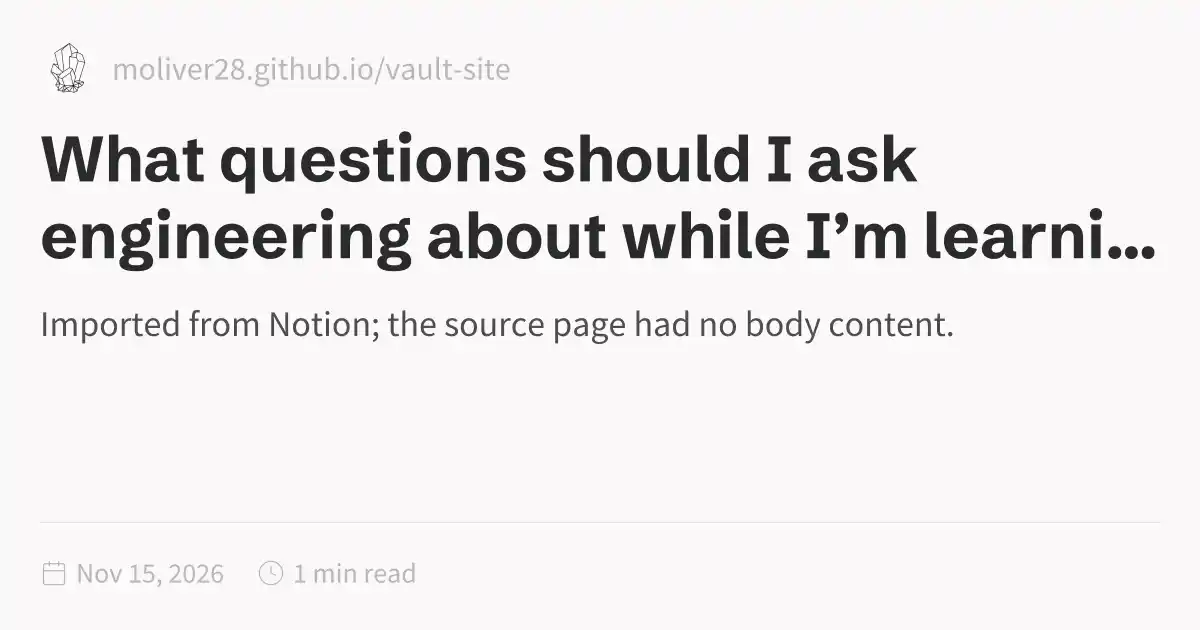 moliver28.github.io/vault-site
What questions should I ask
engineering about while I’m learni...
Imported from Notion; the source page had no body content.
Nov 15, 2026 1 min read